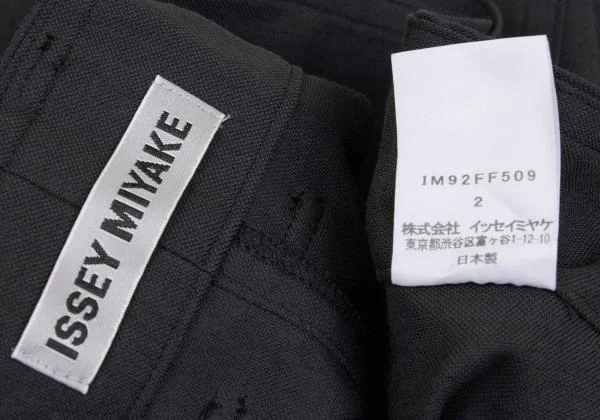 ISSEY MIYAKE
IM92FF509
2
株式会社 イッセイミヤケ
東京都渋谷区富ヶ谷1-12-10
日本製